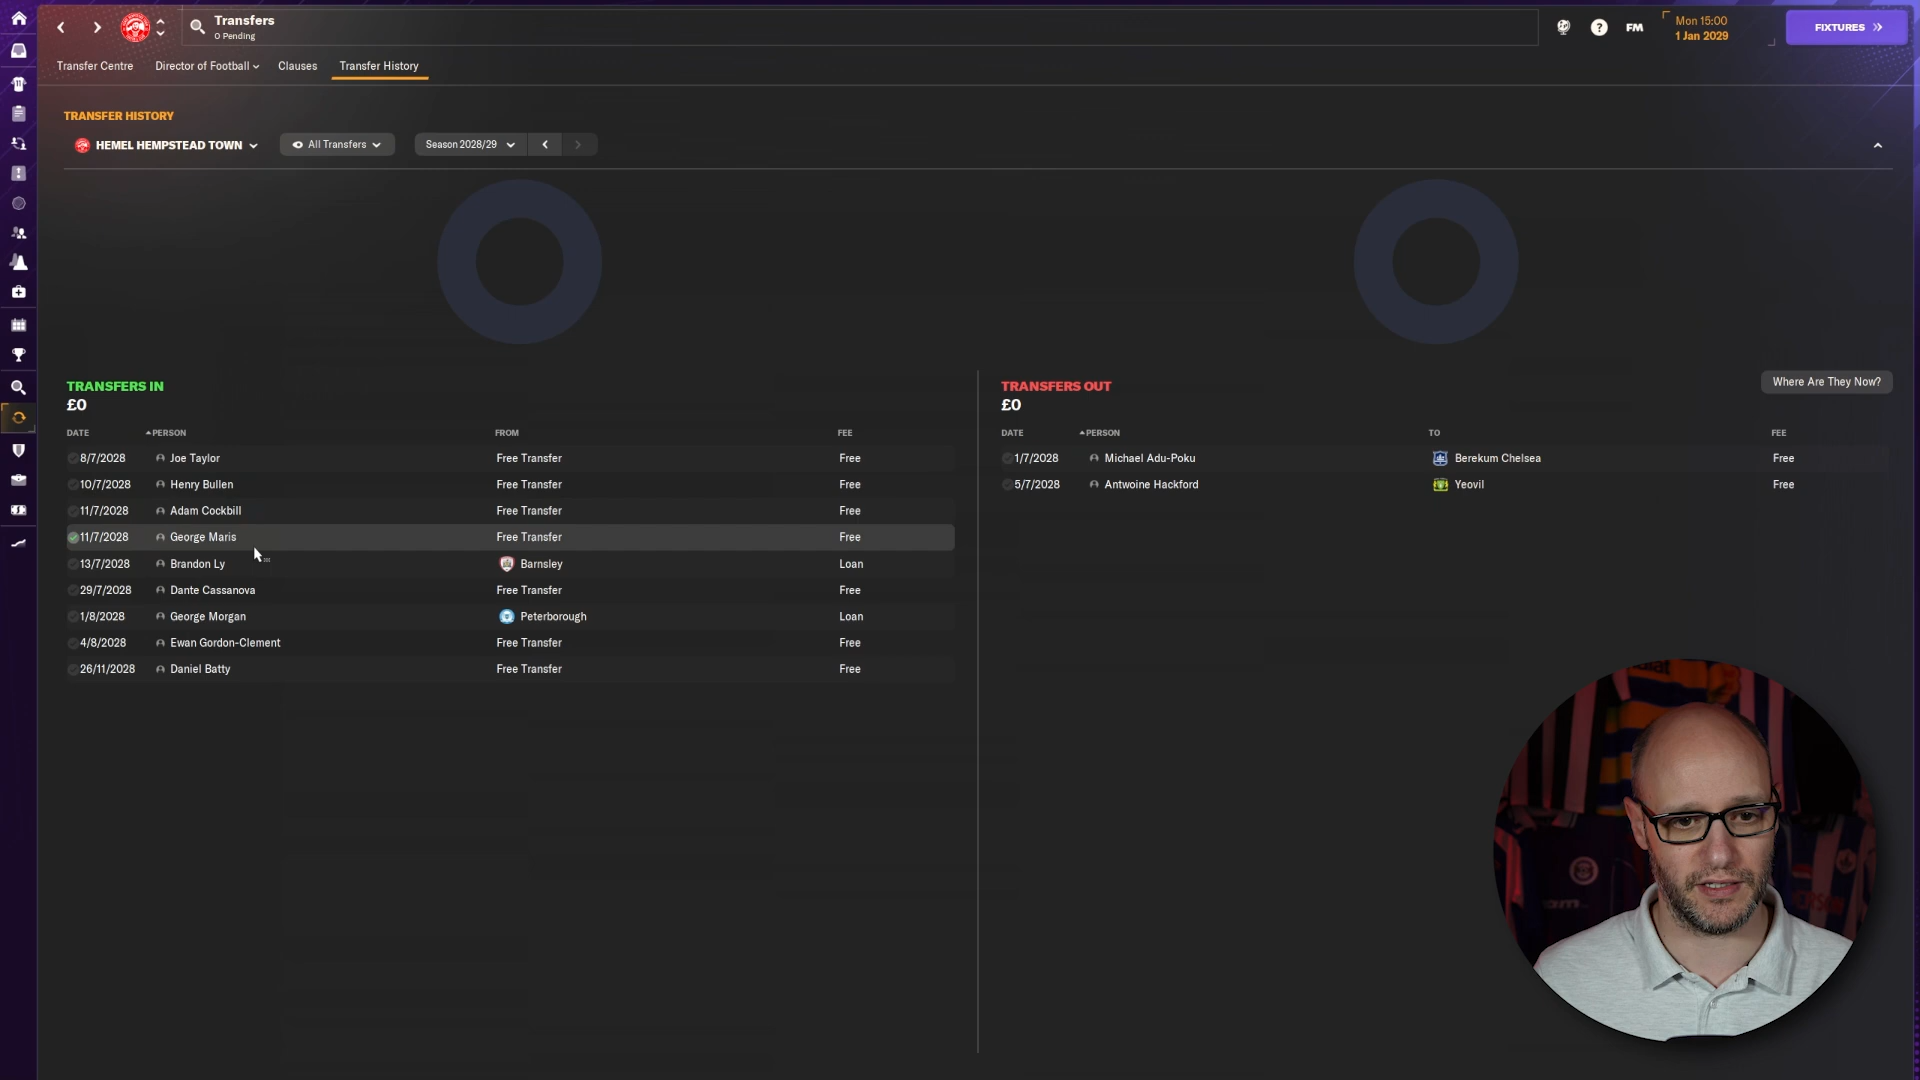 Transfers
0 Pending
FM
Mon 15:00
1 Jan 2029
FIXTURES
Transfer Centre
Director of Football
Clauses
Transfer History
TRANSFER HISTORY
HEMEL HEMPSTEAD TOWN
All Transfers
Season 2028/29
TRANSFERS IN
£0
DATE PERSON FROM FEE
8/7/2028 Joe Taylor Free Transfer Free
10/7/2028 Henry Bullen Free Transfer Free
11/7/2028 Adam Cockbill Free Transfer Free
11/7/2028 George Maris Free Transfer Free
13/7/2028 Brandon Ly Barnsley Loan
29/7/2028 Dante Cassanova Free Transfer Free
1/8/2028 George Morgan Peterborough Loan
4/8/2028 Ewan Gordon-Clement Free Transfer Free
26/11/2028 Daniel Batty Free Transfer Free
TRANSFERS OUT
£0
Where Are They Now?
DATE PERSON TO FEE
1/7/2028 Michael Adu-Poku Berekum Chelsea Free
5/7/2028 Antwoine Hackford Yeovil Free